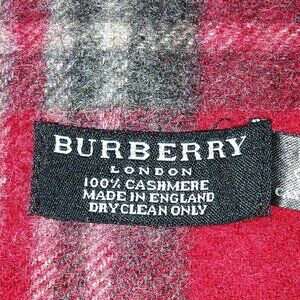 BURBERRY
LONDON
100% CASHMERE
MADE IN ENGLAND
DRY CLEAN ONLY